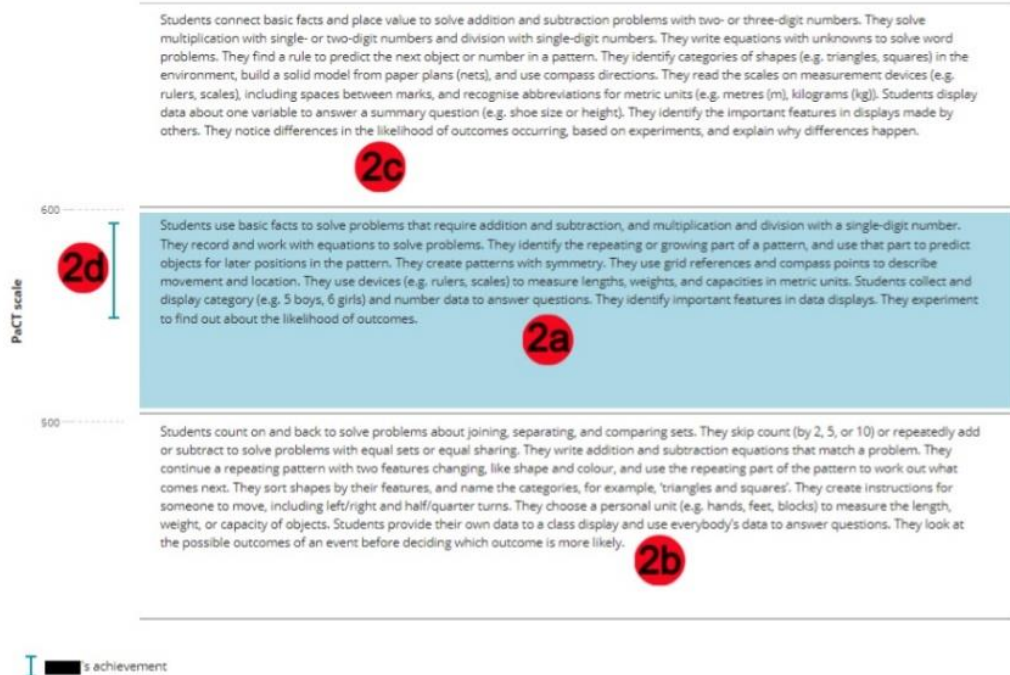 Students connect basic facts and place value to solve addition and subtraction problems with two- or three-digit numbers. They solve
multiplication with single- or two-digit numbers and division with single-digit numbers. They write equations with unknowns to solve word
problems. They find a rule to predict the next object or number in a pattern. They identify categories of shapes (e.g. triangles, squares) in the
environment, build a solid model from paper plans (nets), and use compass directions. They read the scales on measurement devices (e.g.
rulers, scales), including spaces between marks, and recognise abbreviations for metric units (e.g. metres (m), kilograms (kg)). Students display
data about one variable to answer a summary question (e.g. shoe size or height). They identify the important features in displays made by
others. They notice differences in the likelihood of outcomes occurring, based on experiments, and explain why differences happen.
2c
600
Students use basic facts to solve problems that require addition and subtraction, and multiplication and division with a single-digit number.
They record and work with equations to solve problems. They identify the repeating or growing part of a pattern, and use that part to predict
objects for later positions in the pattern. They create patterns with symmetry. They use grid references and compass points to describe
movement and location. They use devices (e.g. rulers, scales) to measure lengths, weights, and capacities in metric units. Students collect and
display category (e.g. 5 boys, 6 girls) and number data to answer questions. They identify important features in data displays. They experiment
to find out about the likelihood of outcomes.
2d
2a
PaCT scale
500
Students count on and back to solve problems about joining, separating, and comparing sets. They skip count (by 2, 5, or 10) or repeatedly add
or subtract to solve problems with equal sets or equal sharing. They write addition and subtraction equations that match a problem. They
continue a repeating pattern with two features changing, like shape and colour, and use the repeating part of the pattern to work out what
comes next. They sort shapes by their features, and name the categories, for example, 'triangles and squares'. They create instructions for
someone to move, including left/right and half/quarter turns. They choose a personal unit (e.g. hands, feet, blocks) to measure the length,
weight, or capacity of objects. Students provide their own data to a class display and use everybody's data to answer questions. They look at
the possible outcomes of an event before deciding which outcome is more likely.
2b
's achievement